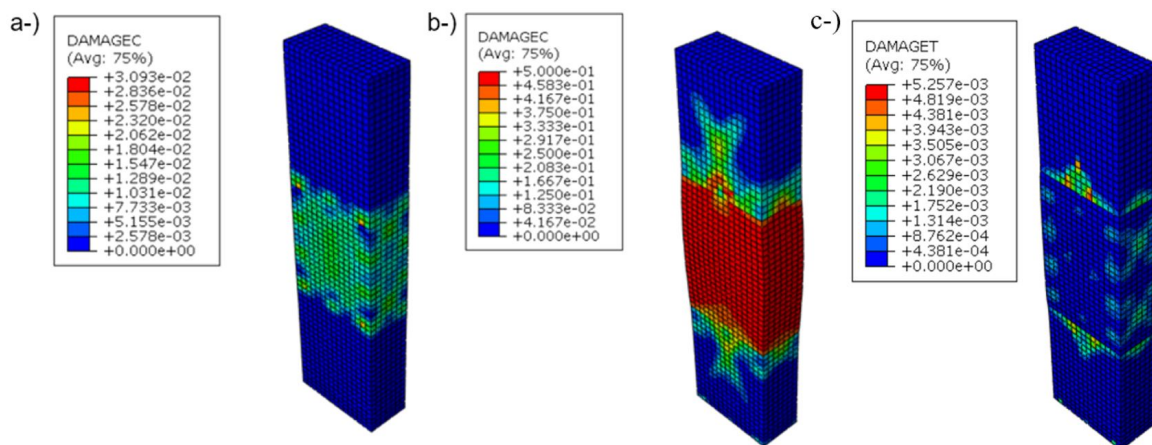 a-)
DAMAGEC
(Avg: 75%)
+3.093e-02
+2.836e-02
+2.578e-02
+2.320e-02
+2.062e-02
+1.804e-02
+1.547e-02
+1.289e-02
+1.031e-02
+7.733e-03
+5.155e-03
+2.578e-03
+0.000e+00
b-)
DAMAGEC
(Avg: 75%)
+5.000e-01
+4.583e-01
+4.167e-01
+3.750e-01
+3.333e-01
+2.917e-01
+2.500e-01
+2.083e-01
+1.667e-01
+1.250e-01
+8.333e-02
+4.167e-02
+0.000e+00
c-)
DAMAGET
(Avg: 75%)
+5.257e-03
+4.819e-03
+4.381e-03
+3.943e-03
+3.505e-03
+3.067e-03
+2.629e-03
+2.190e-03
+1.752e-03
+1.314e-03
+8.762e-04
+4.381e-04
+0.000e+00